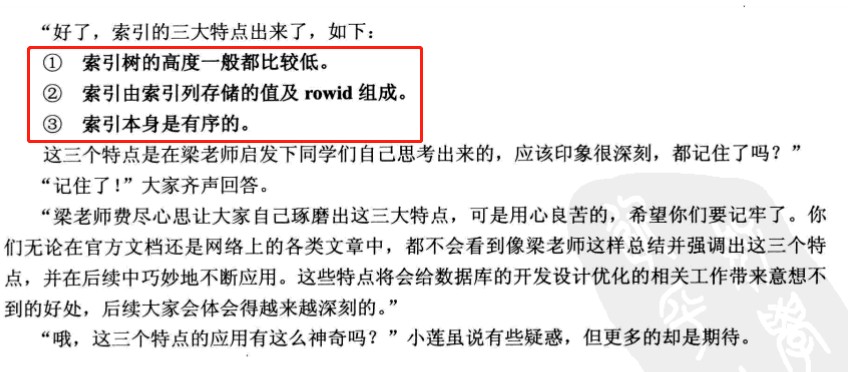 “好了，索引的三大特点出来了，如下：
① 索引树的高度一般都比较低。
② 索引由索引列存储的值及 rowid 组成。
③ 索引本身是有序的。
这三个特点是在梁老师启发下同学们自己思考出来的，应该印象很深刻，都记住了吗？”
“记住了！”大家齐声回答。
“梁老师费尽心思让大家自己琢磨出这三大特点，可是用心良苦的，希望你们要记牢了。你
们无论在官方文档还是网络上的各类文章中，都不会看到像梁老师这样总结并强调出这三个特
点，并在后续中巧妙地不断应用。这些特点将会给数据库的开发设计优化的相关工作带来意想不
到的好处，后续大家会体会得越来越深刻的。”
“哦，这三个特点的应用有这么神奇吗？”小莲虽说有些疑惑，但更多的却是期待。